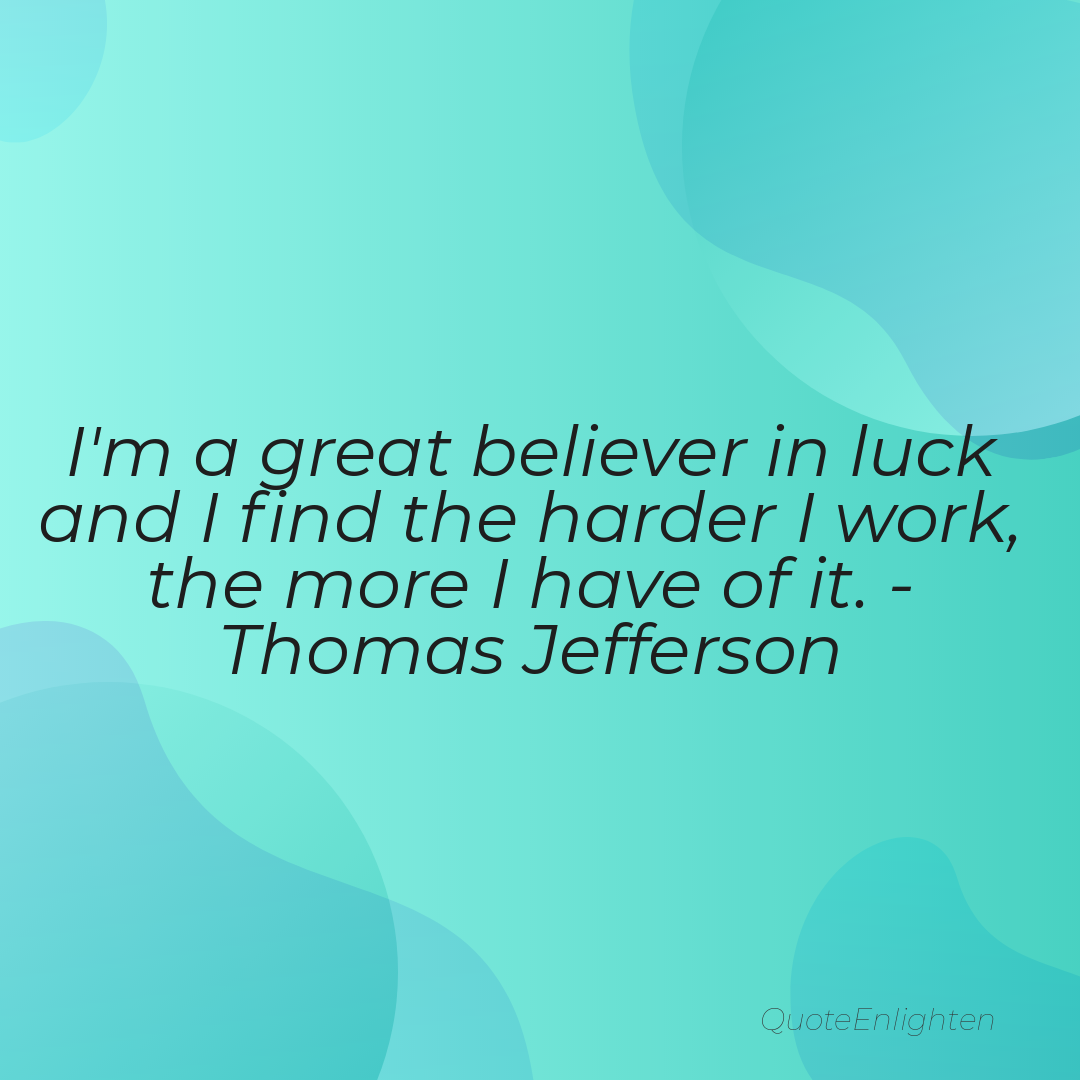 I'm a great believer in luck
and I find the harder I work,
the more I have of it. -
Thomas Jefferson
QuoteEnlighten